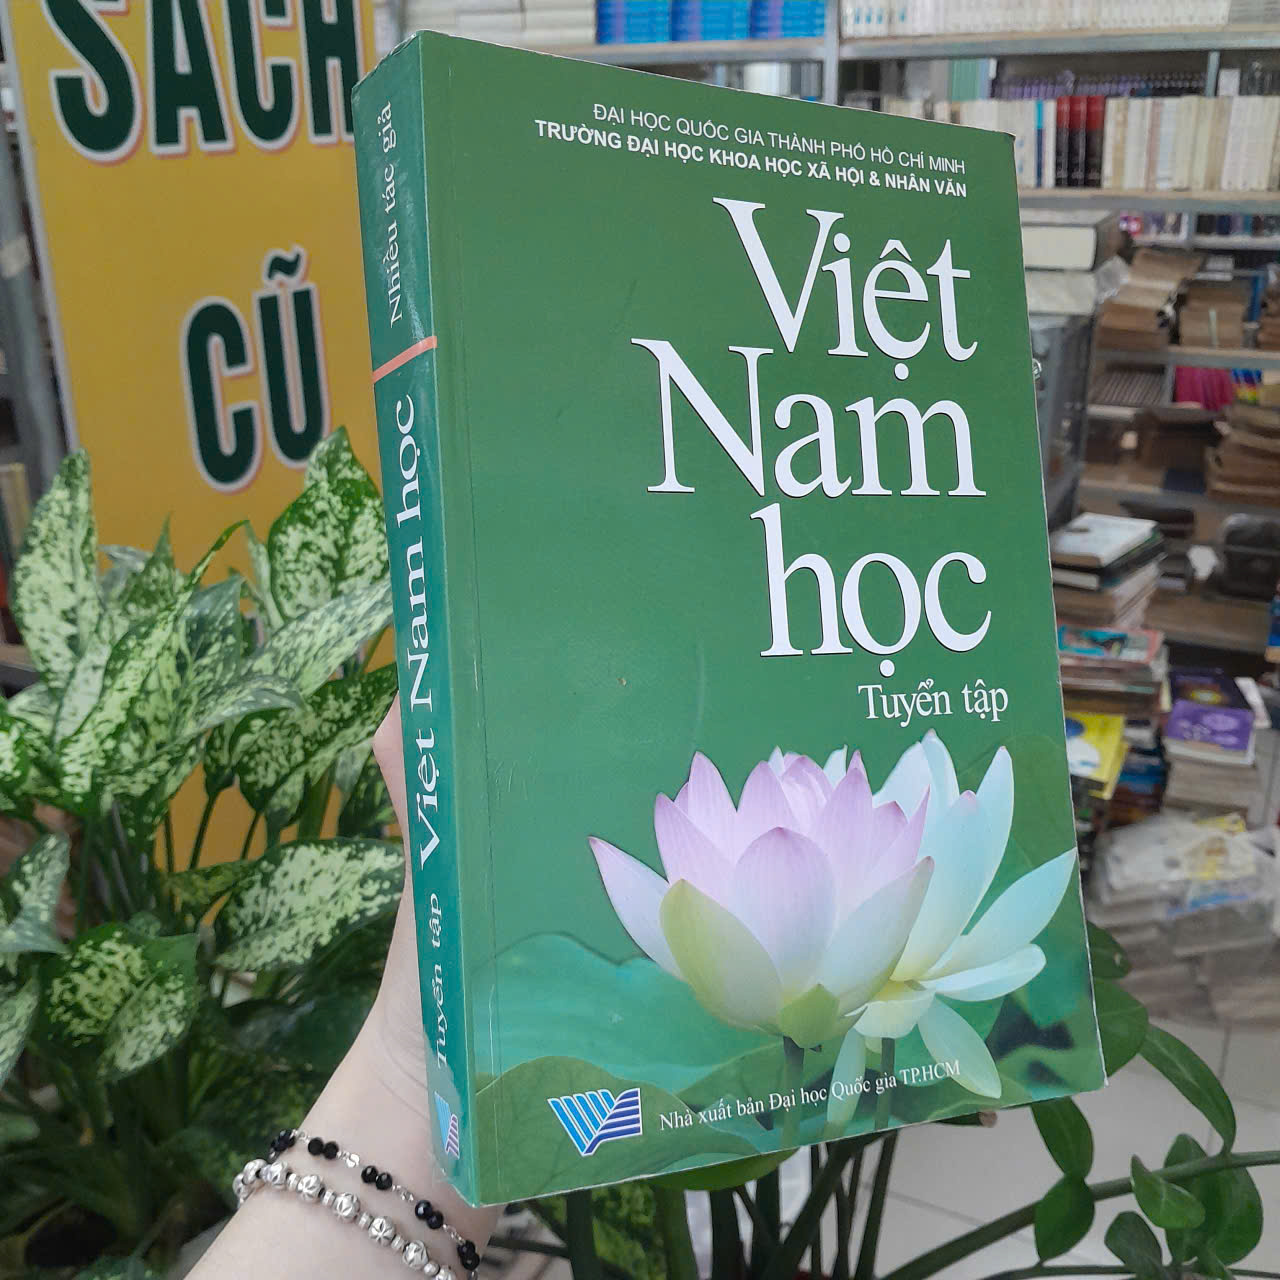 SÁCH
CŨ
Nhiều tác giả
Việt Nam học
Tuyển tập
ĐẠI HỌC QUỐC GIA THÀNH PHỐ HỒ CHÍ MINH
TRƯỜNG ĐẠI HỌC KHOA HỌC XÃ HỘI & NHÂN VĂN
Việt
Nam
học
Tuyển tập
Nhà xuất bản Đại học Quốc gia TP.HCM